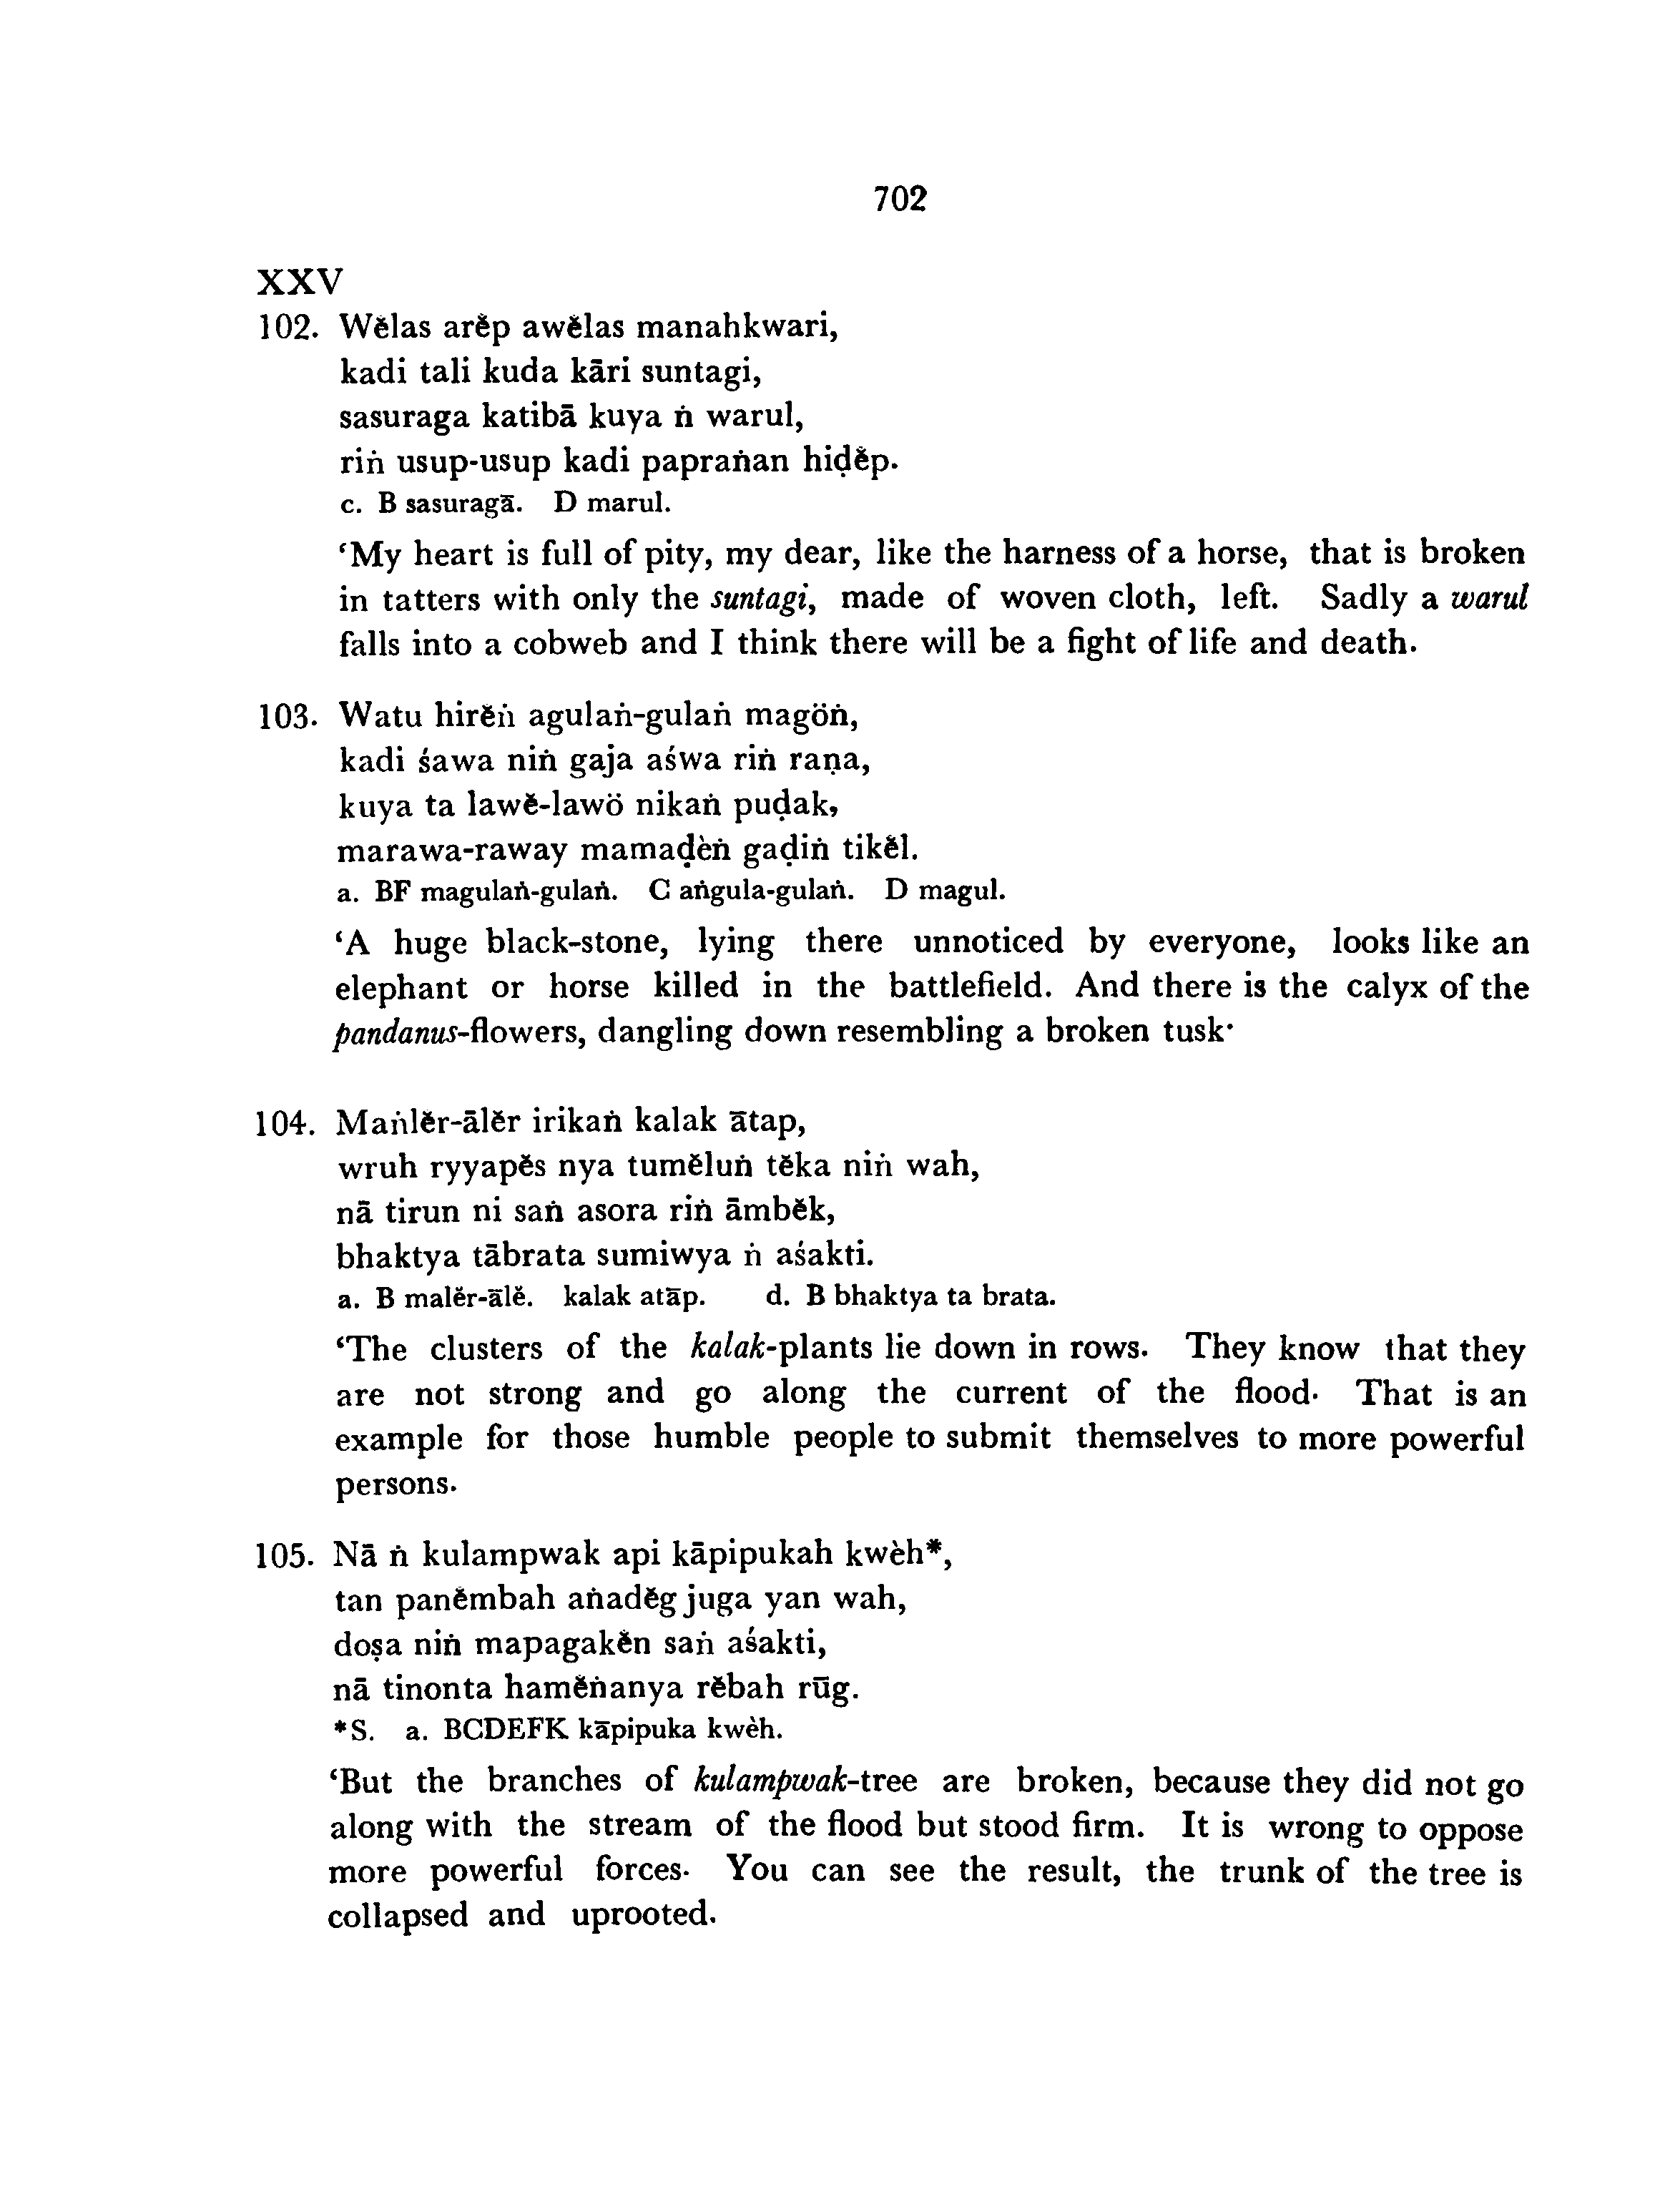 702
XXV
102. Wĕlas arĕp awĕlas manahkwari,
kadi tali kuda kāri suntagi,
sasuraga katibā kuya ṅ warul,
riṅ usup-usup kadi papraṅan hiḍĕp.
c. B sasuragā. D marul.
‘My heart is full of pity, my dear, like the harness of a horse, that is broken
in tatters with only the suntagi, made of woven cloth, left. Sadly a warul
falls into a cobweb and I think there will be a fight of life and death.
103. Watu hirĕṅ agulaṅ-gulaṅ magöṅ,
kadi śawa niṅ gaja aśwa riṅ raṇa,
kuya ta lawĕ-lawö nikaṅ puḍak,
marawa-raway mamaḍèṅ gaḍiṅ tikĕl.
a. BF magulaṅ-gulaṅ. C aṅgula-gulaṅ. D magul.
‘A huge black-stone, lying there unnoticed by everyone, looks like an
elephant or horse killed in the battlefield. And there is the calyx of the
pandanus-flowers, dangling down resembling a broken tusk·
104. Maṅlĕr-ālĕr irikaṅ kalak ātap,
wruh ryyapĕs nya tumĕluṅ tĕka niṅ wah,
nā tirun ni saṅ asora riṅ āmbĕk,
bhaktya tābrata sumiwya ṅ aśakti.
a. B malĕr-ālĕ. kalak atāp. d. B bhaktya ta brata.
‘The clusters of the kalak-plants lie down in rows. They know that they
are not strong and go along the current of the flood· That is an
example for those humble people to submit themselves to more powerful
persons.
105. Nā ṅ kulampwak api kāpipukah kwèh*,
tan panĕmbah aṅadĕg juga yan wah,
doṣa niṅ mapagakĕn saṅ aśakti,
nā tinonta hamĕṅanya rĕbah rūg.
*S. a. BCDEFK kāpipuka kwèh.
‘But the branches of kulampwak-tree are broken, because they did not go
along with the stream of the flood but stood firm. It is wrong to oppose
more powerful forces· You can see the result, the trunk of the tree is
collapsed and uprooted.